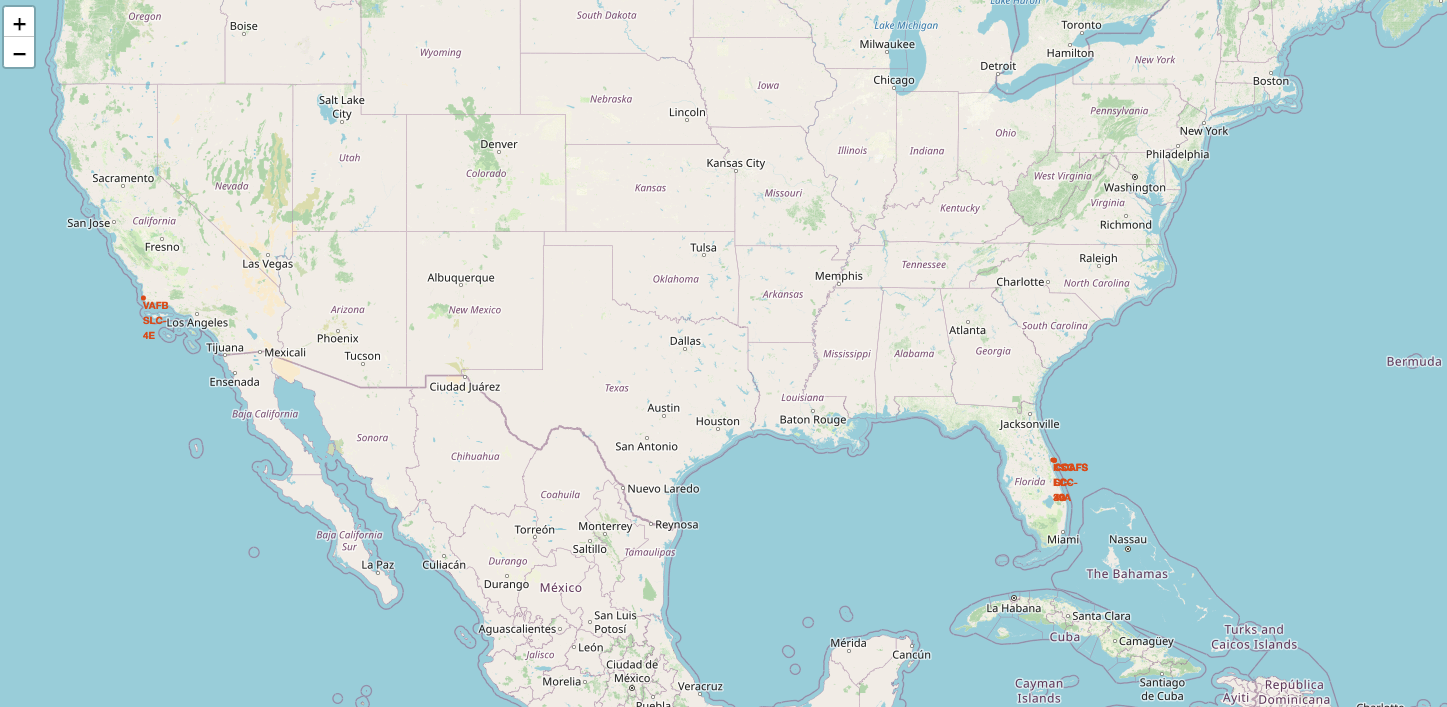 +
−
Oregon
Boise
South Dakota
Lake Michigan
Lake Huron
Toronto
Wyoming
Milwaukee
Hamilton
Detroit
New York
Chicago
Boston
Iowa
Salt Lake
City
Nebraska
Lincoln
Pennsylvania
New York
Ohio
Denver
Utah
Illinois
Indiana
Philadelphia
Kansas City
Sacramento
Colorado
Nevada
Kansas
Missouri
West Virginia
Washington
Virginia
San Jose
California
Kentucky
Richmond
Fresno
Tulsa
Las Vegas
Raleigh
Albuquerque
Oklahoma
Memphis
Tennessee
Charlotte
North Carolina
Arkansas
VAFB
SLC-
4E
Los Angeles
Arizona
New Mexico
Phoenix
Tucson
Dallas
Atlanta
South Carolina
Georgia
Tijuana
Mexicali
Mississippi
Alabama
Bermuda
Ensenada
Ciudad Juárez
Texas
Baja California
Louisiana
Austin
Houston
Baton Rouge
Jacksonville
Sonora
San Antonio
Chihuahua
Florida
Coahuila
Nuevo Laredo
Reynosa
Baja California
Sur
Torreón
Monterrey
Saltillo
Tamaulipas
Miami
Nassau
La Paz
Culiacán
Durango
Durango
México
The Bahamas
La Habana
Santa Clara
Cuba
Camagüey
Turks and
Caicos Islands
Aguascalientes
San Luis
Potosí
León
Jalisco
Mérida
Cancún
Morelia
Ciudad de
México
Veracruz
Puebla
Cayman
Islands
Santiago
de Cuba
Ayiti
República
Dominicana